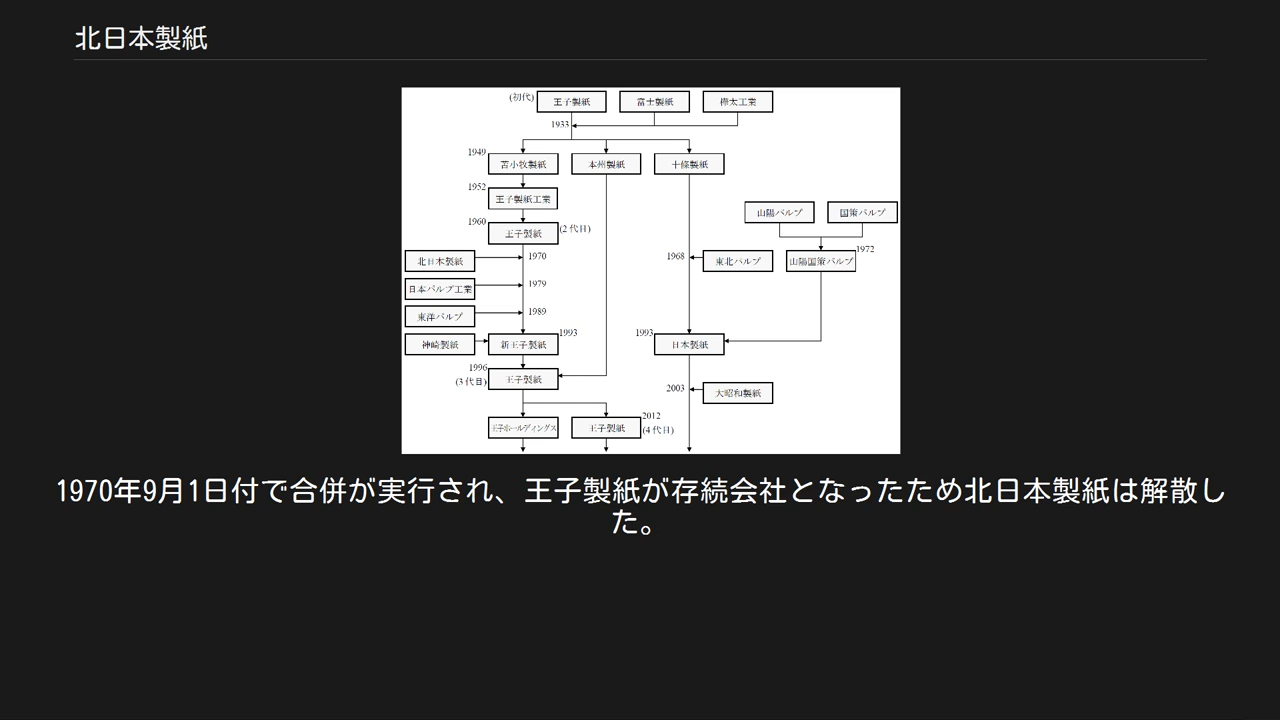 北日本製紙
(初代)
王子製紙
富士製紙
樺太工業
1933
1949
苫小牧製紙
本州製紙
十條製紙
1952
王子製紙工業
1960
王子製紙
(2代目)
山陽パルプ
国策パルプ
北日本製紙
1970
1968
東北パルプ
山陽国策パルプ
1972
日本パルプ工業
1979
東洋パルプ
1989
神崎製紙
新王子製紙
1993
1993
日本製紙
1996
(3代目)
王子製紙
2003
大昭和製紙
王子ホールディングス
王子製紙
2012
(4代目)
1970年9月1日付で合併が実行され、王子製紙が存続会社となったため北日本製紙は解散し
た。